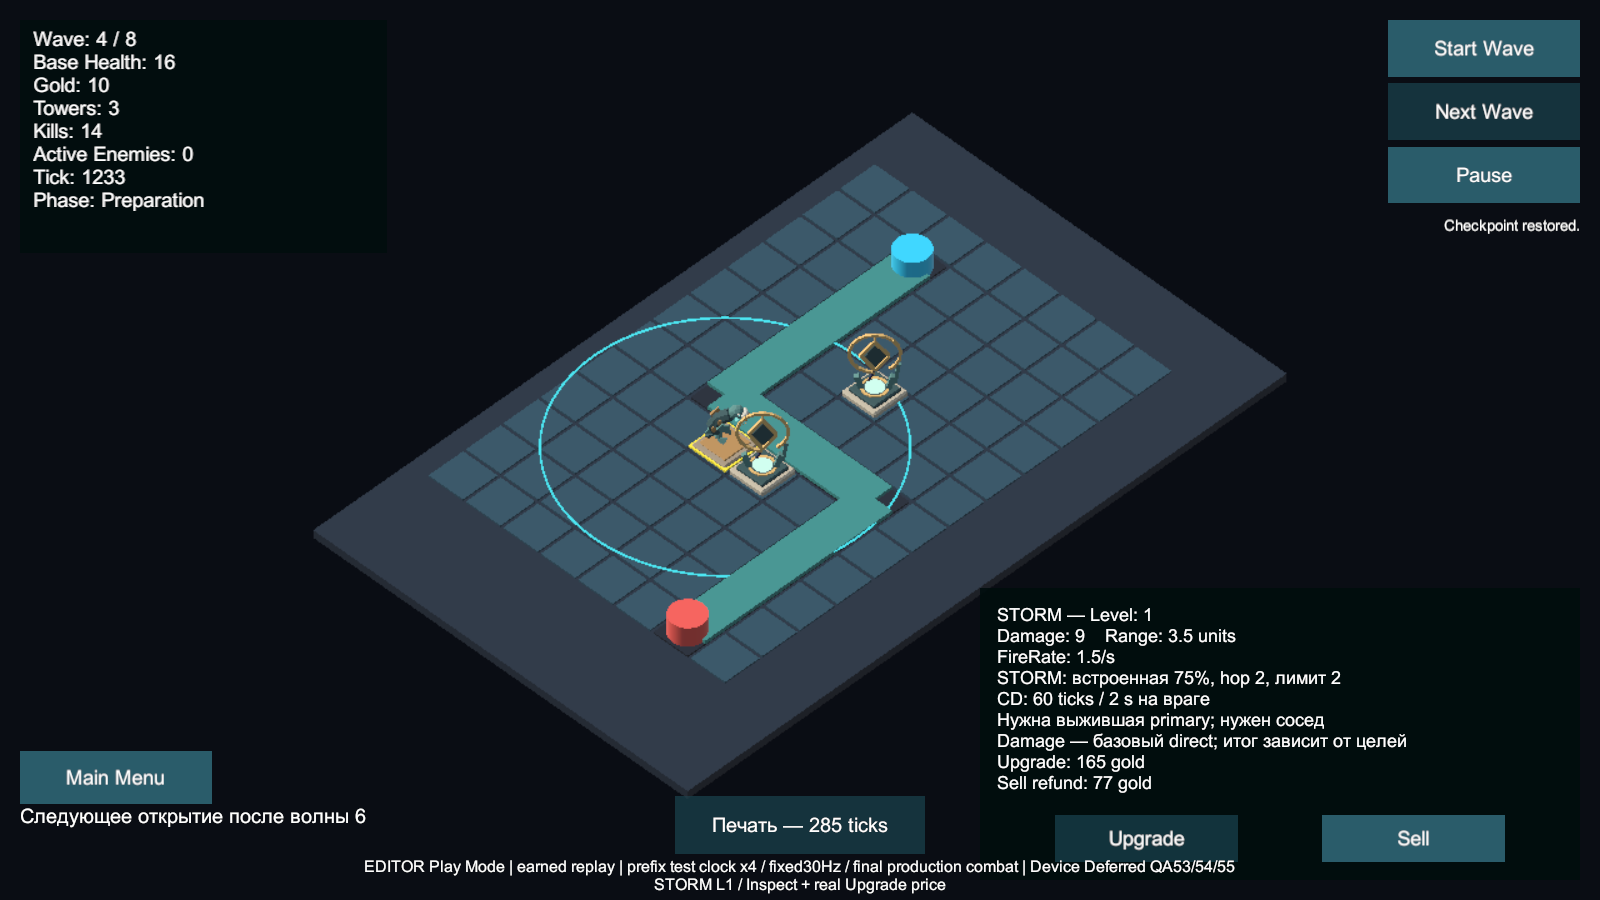 Wave: 4 / 8
Base Health: 16
Gold: 10
Towers: 3
Kills: 14
Active Enemies: 0
Tick: 1233
Phase: Preparation
Start Wave
Next Wave
Pause
Checkpoint restored.
STORM — Level: 1
Damage: 9    Range: 3.5 units
FireRate: 1.5/s
STORM: встроенная 75%, hop 2, лимит 2
CD: 60 ticks / 2 s на враге
Нужна выжившая primary; нужен сосед
Damage — базовый direct; итог зависит от целей
Upgrade: 165 gold
Sell refund: 77 gold
Upgrade
Sell
Main Menu
Следующее открытие после волны 6
Печать — 285 ticks
EDITOR Play Mode | earned replay | prefix test clock x4 / fixed30Hz / final production combat | Device Deferred QA53/54/55
STORM L1 / Inspect + real Upgrade price